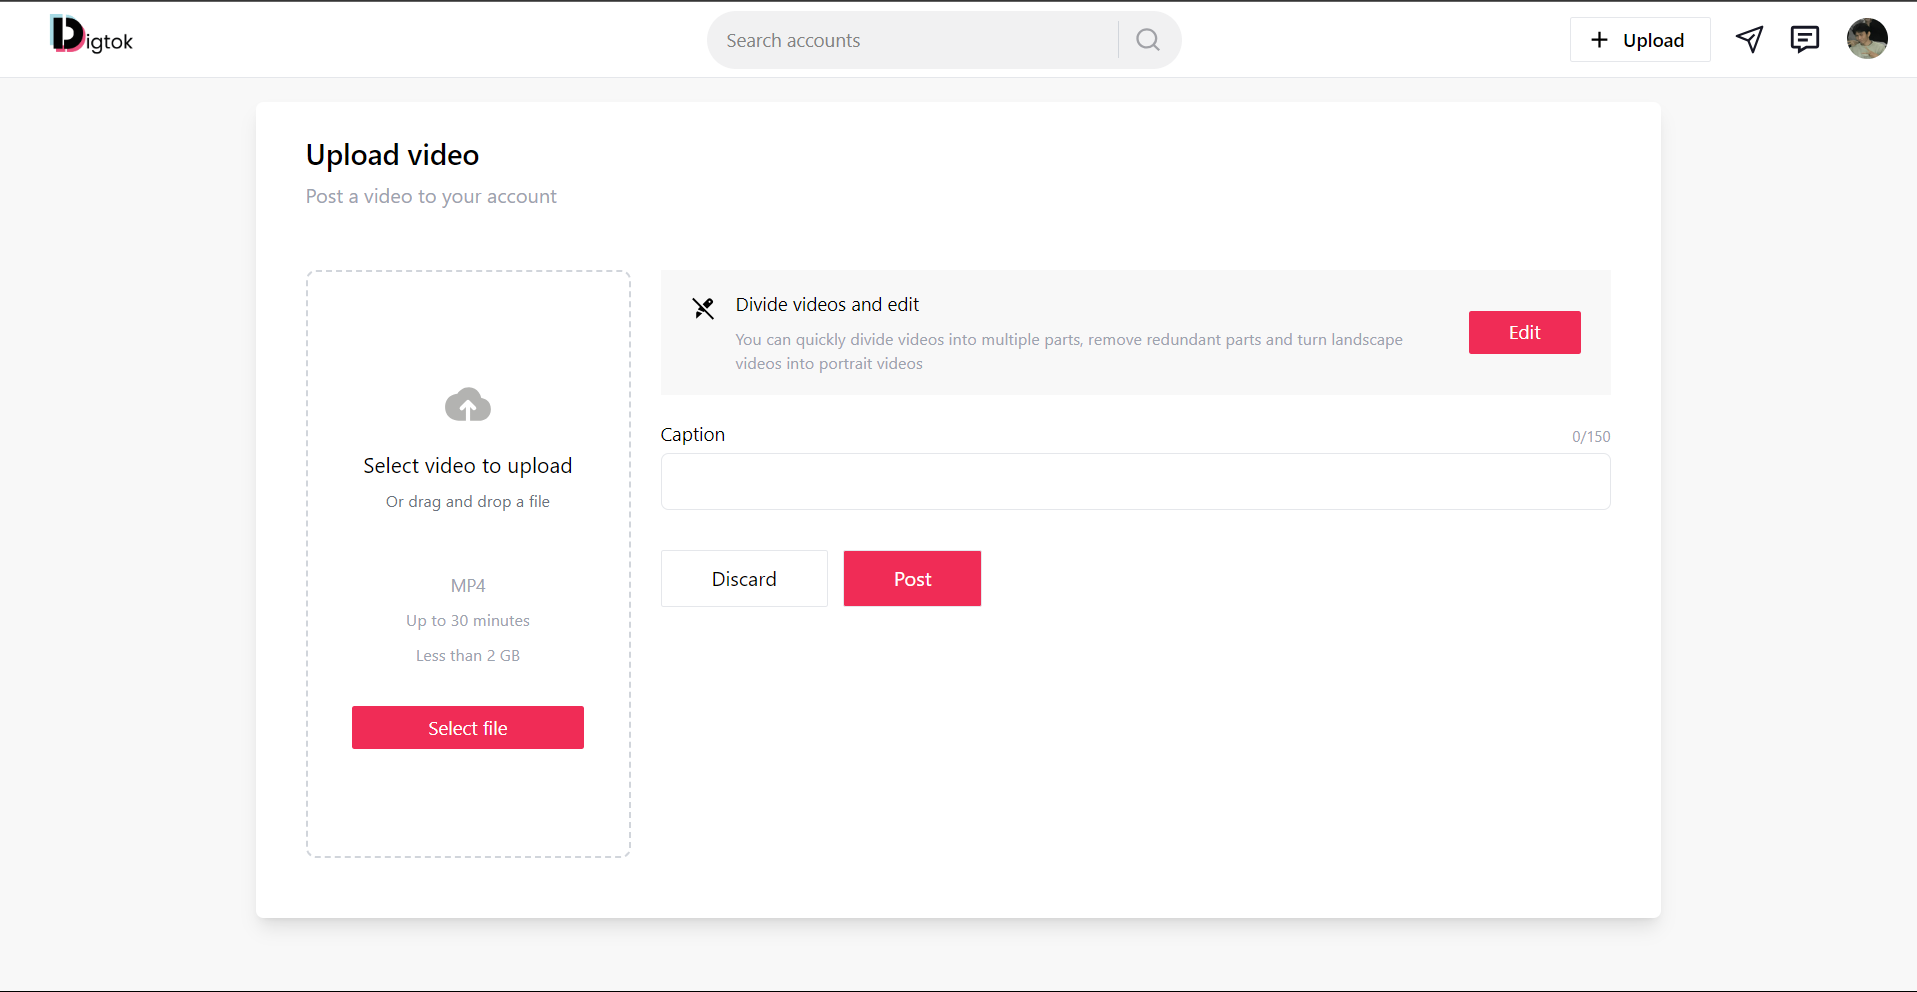 Digtok
Search accounts
Upload
Upload video
Post a video to your account
Select video to upload
Or drag and drop a file
MP4
Up to 30 minutes
Less than 2 GB
Select file
Divide videos and edit
You can quickly divide videos into multiple parts, remove redundant parts and turn landscape
videos into portrait videos
Edit
Caption
0/150
Discard
Post